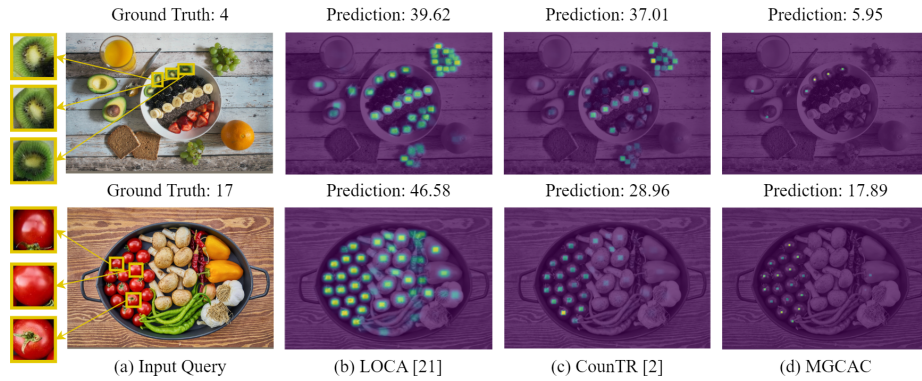 Ground Truth: 4
Prediction: 39.62
Prediction: 37.01
Prediction: 5.95
Ground Truth: 17
Prediction: 46.58
Prediction: 28.96
Prediction: 17.89
(a) Input Query
(b) LOCA [21]
(c) CounTR [2]
(d) MGCAC